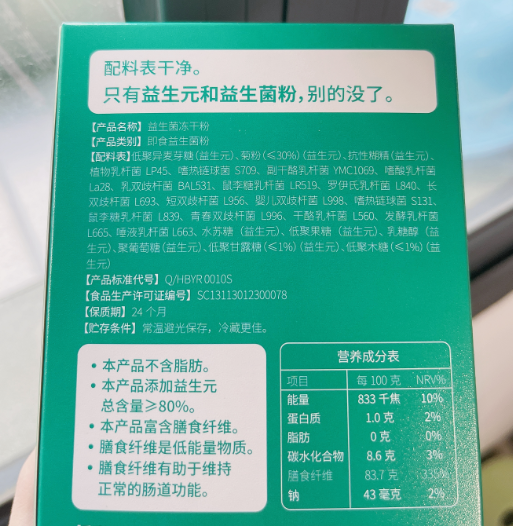 配料表干净。
只有益生元和益生菌粉,别的没了。
【产品名称】益生菌冻干粉
【产品类别】即食益生菌粉
【配料表】低聚异麦芽糖(益生元)、菊粉(≤30%)(益生元)、抗性糊精(益生元)、
植物乳杆菌 LP45、嗜热链球菌 S709、副干酪乳杆菌 YMC1069、嗜酸乳杆菌
La28、乳双歧杆菌 BAL531、鼠李糖乳杆菌 LR519、罗伊氏乳杆菌 L840、长
双歧杆菌 L693、短双歧杆菌 L956、婴儿双歧杆菌 L998、嗜热链球菌 S131、
鼠李糖乳杆菌 L839、青春双歧杆菌 L996、干酪乳杆菌 L560、发酵乳杆菌
L665、唾液乳杆菌 L663、水苏糖(益生元)、低聚果糖(益生元)、乳糖醇(益
生元)、聚葡萄糖(益生元)、低聚甘露糖(≤1%)(益生元)、低聚木糖(≤1%)(益
生元)
【产品标准代号】Q/HBYR 0010S
【食品生产许可证编号】SC13113012300078
【保质期】24 个月
【贮存条件】常温避光保存,冷藏更佳。
• 本产品不含脂肪。
• 本产品添加益生元
总含量≥80%。
• 本产品富含膳食纤维。
• 膳食纤维是低能量物质。
• 膳食纤维有助于维持
正常的肠道功能。
营养成分表
项目 每 100 克 NRV%
能量 833 千焦 10%
蛋白质 1.0 克 2%
脂肪 0 克 0%
碳水化合物 8.6 克 3%
膳食纤维 83.7 克 335%
钠 43 毫克 2%